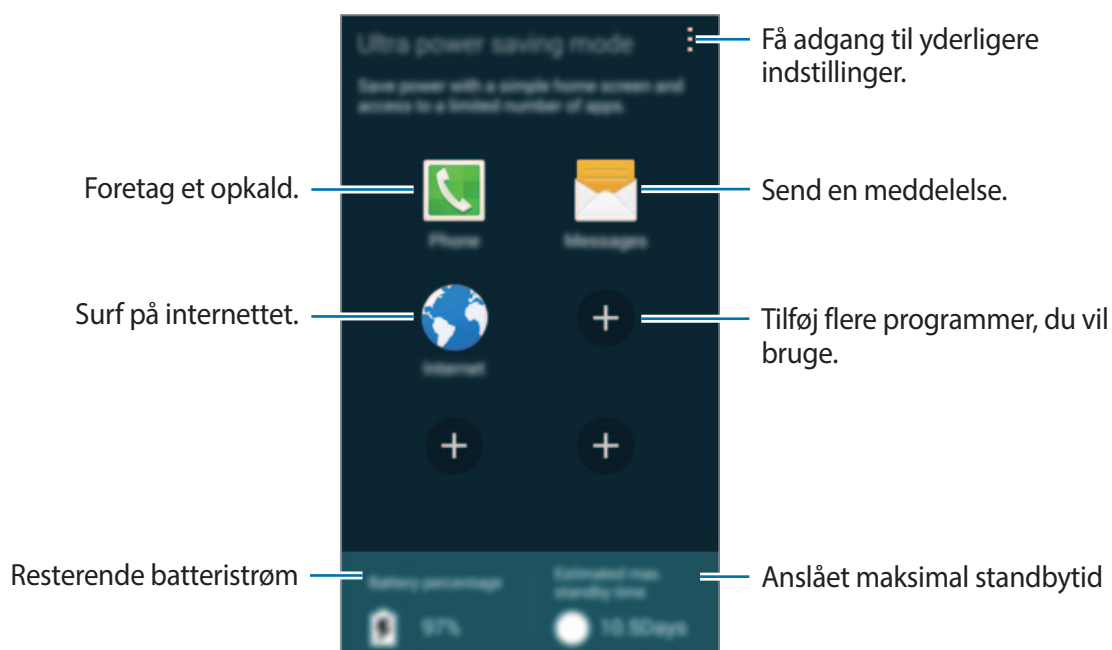 Ultra power saving mode
Save power with a simple home screen and
access to a limited number of apps.
Få adgang til yderligere
indstillinger.
Foretag et opkald.
Send en meddelelse.
Phone
Messages
Surf på internettet.
Tilføj flere programmer, du vil
bruge.
Internet
Resterende batteristrøm
Battery percentage
97%
Estimated max.
standby time
10.5Days
Anslået maksimal standbytid